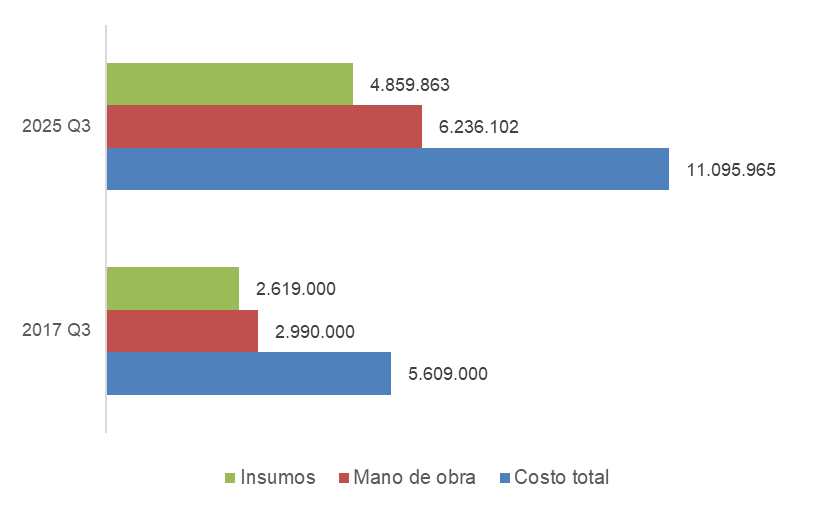 4.859.863
2025 Q3
6.236.102
11.095.965
2.619.000
2017 Q3
2.990.000
5.609.000
Insumos
Mano de obra
Costo total